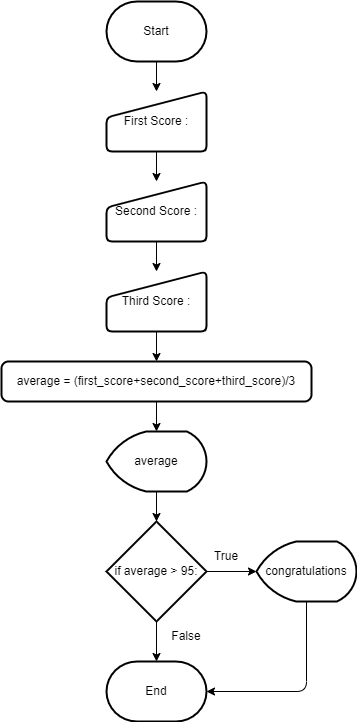 Start
First Score :
Second Score :
Third Score :
average = (first_score+second_score+third_score)/3
average
if average > 95:
True
congratulations
False
End